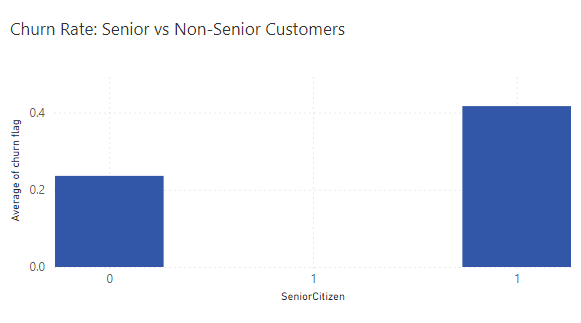 Churn Rate: Senior vs Non-Senior Customers
0.4
0.2
0.0
Average of churn flag
0 1 1
SeniorCitizen